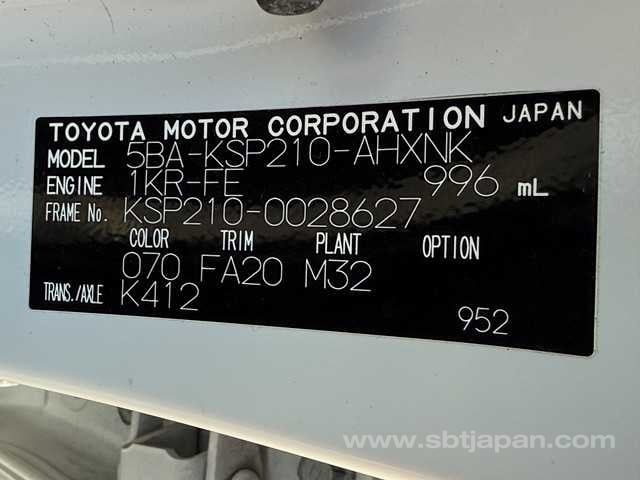 TOYOTA MOTOR CORPORATION JAPAN
MODEL 5BA-KSP210-AHXNK
ENGINE 1KR-FE 996 mL
FRAME No. KSP210-0028627
COLOR TRIM PLANT OPTION
070 FA20 M32
TRANS./AXLE K412
952
www.sbtjapan.com